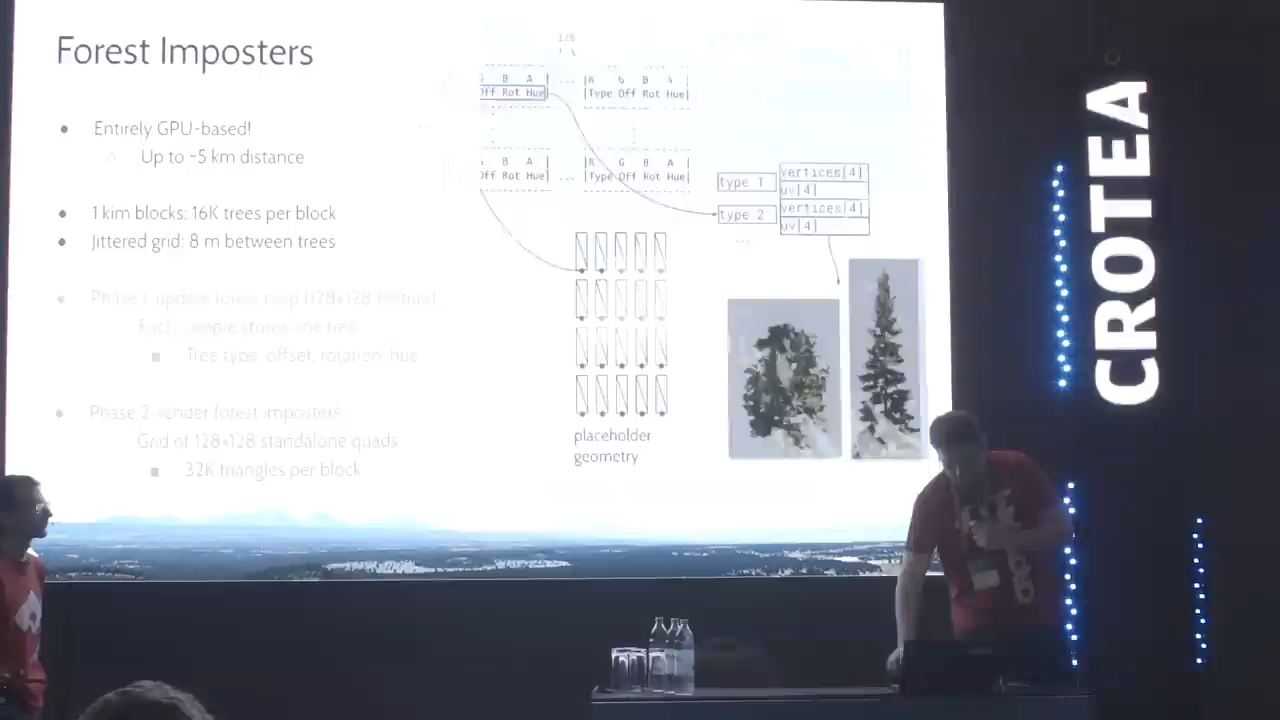 Forest Imposters
Entirely GPU-based!
Up to ~5 km distance
1 kim blocks: 16K trees per block
Jittered grid: 8 m between trees
Phase 1: update forest map (128×128 texture)
Each sample stores one tree
Tree type, offset, rotation, hue
Phase 2: render forest imposters
Grid of 128×128 standalone quads
32K triangles per block
128
G B A | ... |R G B A |
Off Rot Hue| |Type Off Rot Hue|
G B A | |R G B A |
Off Rot Hue| ... |Type Off Rot Hue|
type 1
vertices[4]
uv[4]
type 2
vertices[4]
uv[4]
...
placeholder
geometry
CROTEA